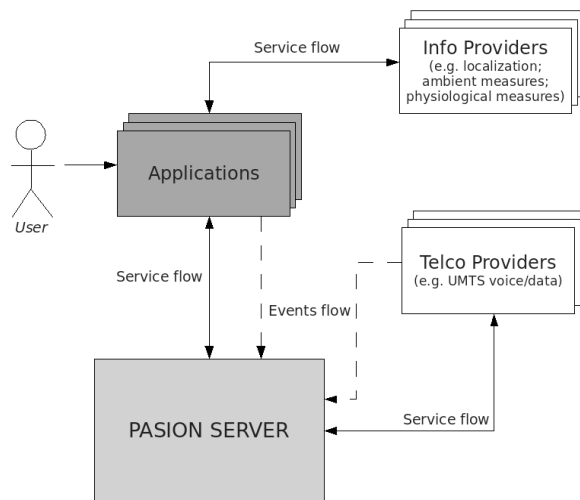 Service flow
Info Providers
(e.g. localization;
ambient measures;
physiological measures)
Applications
User
Service flow
Events flow
Telco Providers
(e.g. UMTS voice/data)
PASION SERVER
Service flow